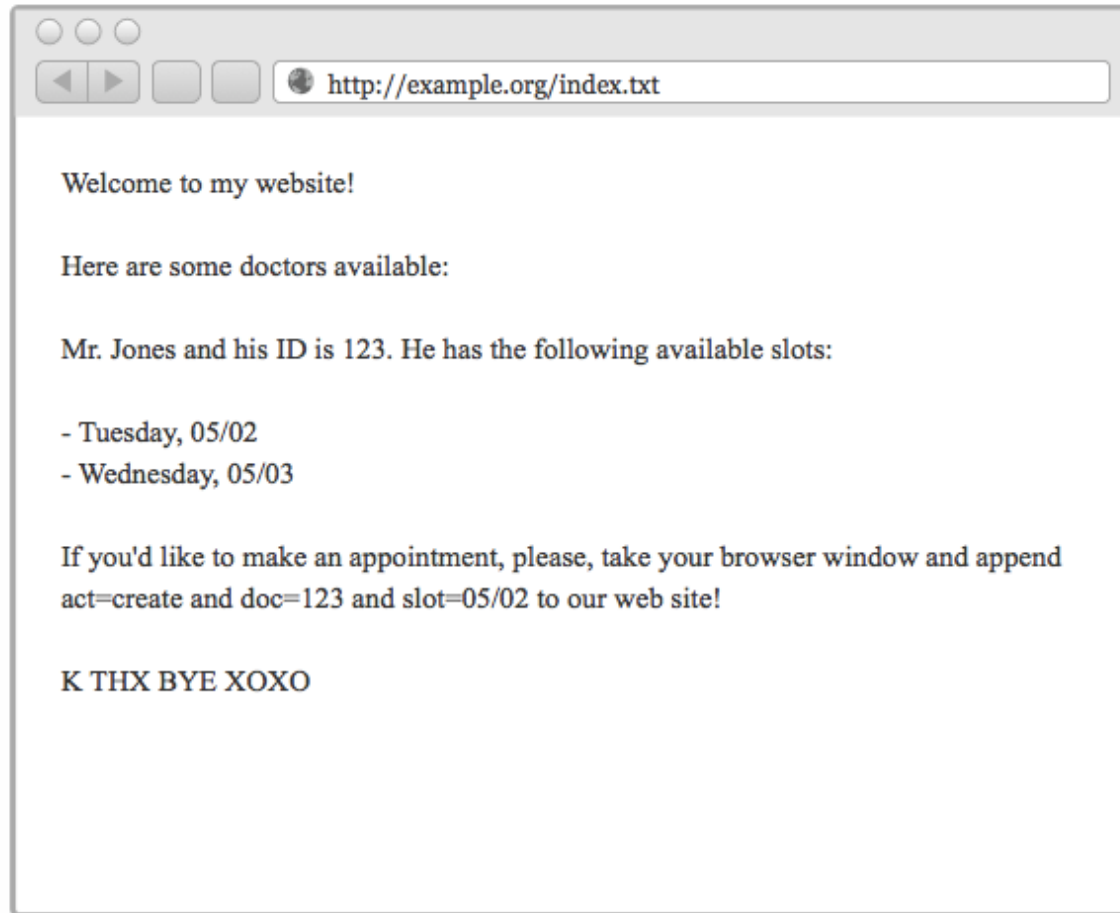 http://example.org/index.txt
Welcome to my website!
Here are some doctors available:
Mr. Jones and his ID is 123. He has the following available slots:
- Tuesday, 05/02
- Wednesday, 05/03
If you'd like to make an appointment, please, take your browser window and append
act=create and doc=123 and slot=05/02 to our web site!
K THX BYE XOXO